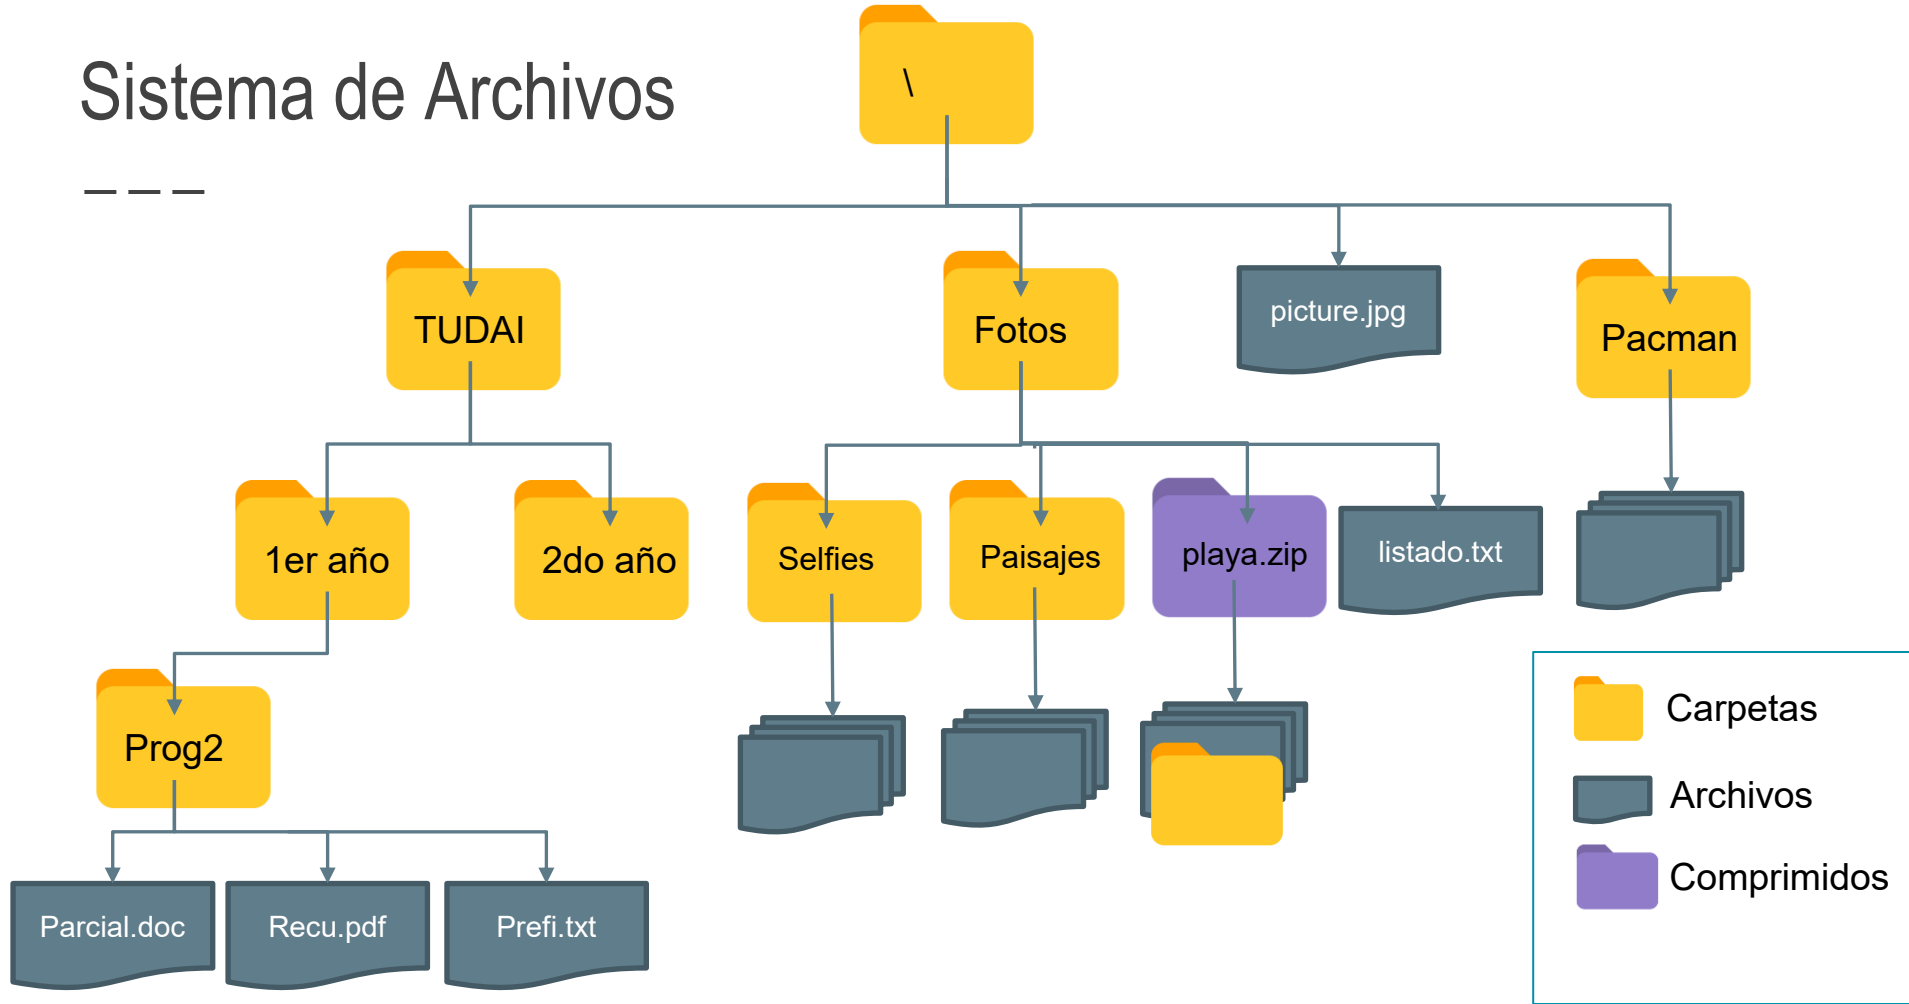 Sistema de Archivos
\
TUDAI
Fotos
picture.jpg
Pacman
1er año
2do año
Selfies
Paisajes
playa.zip
listado.txt
Prog2
Parcial.doc
Recu.pdf
Prefi.txt
Carpetas
Archivos
Comprimidos